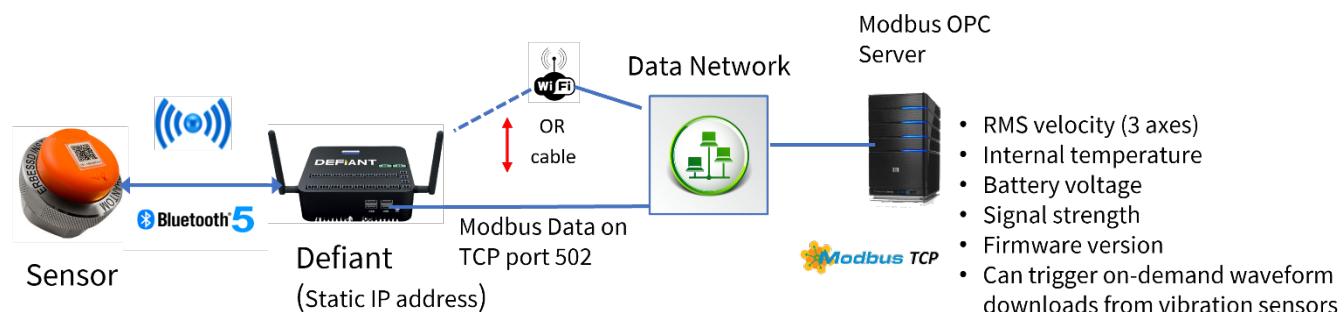 Modbus OPC
Server
Data Network
WiFi
OR
cable
DEFIANT
Bluetooth 5
Modbus Data on
TCP port 502
Sensor
Defiant
(Static IP address)
Modbus TCP
• RMS velocity (3 axes)
• Internal temperature
• Battery voltage
• Signal strength
• Firmware version
• Can trigger on-demand waveform
downloads from vibration sensors